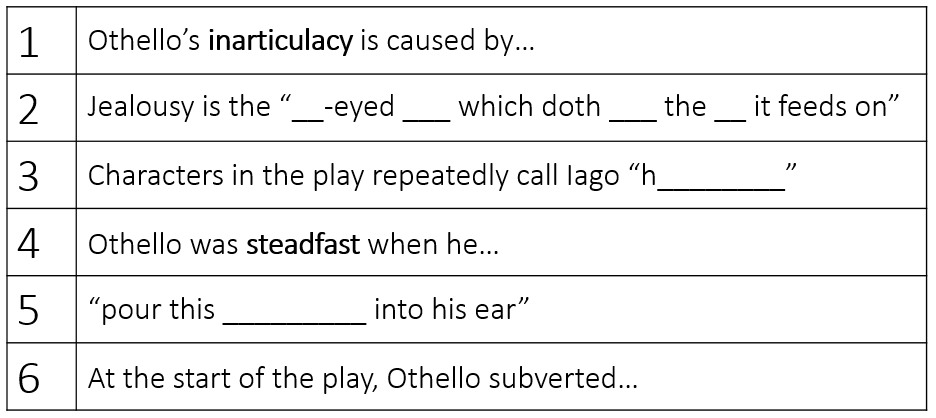 1 Othello’s inarticulacy is caused by…
2 Jealousy is the “__-eyed ___ which doth ___ the __ it feeds on”
3 Characters in the play repeatedly call Iago “h________”
4 Othello was steadfast when he…
5 “pour this _________ into his ear”
6 At the start of the play, Othello subverted…